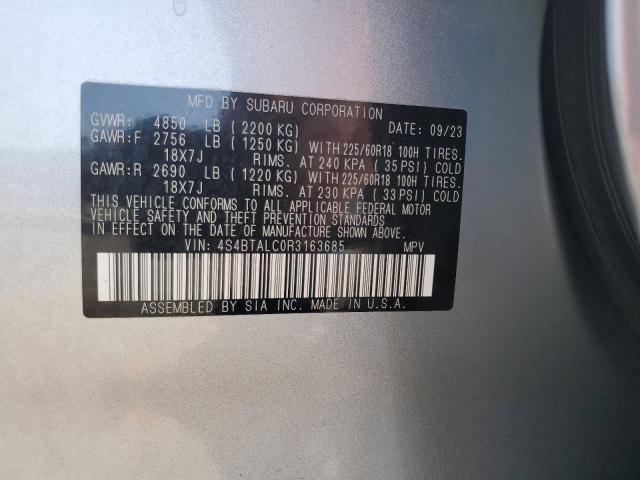 MFD BY SUBARU CORPORATION
GVWR: 4850 LB ( 2200 KG) DATE: 09/23
GAWR:F 2756 LB ( 1250 KG) WITH 225/60R18 100H TIRES.
18X7J RIMS. AT 240 KPA ( 35 PSI) COLD
GAWR:R 2690 LB ( 1220 KG) WITH 225/60R18 100H TIRES.
18X7J RIMS. AT 230 KPA ( 33 PSI) COLD
THIS VEHICLE CONFORMS TO ALL APPLICABLE FEDERAL MOTOR
VEHICLE SAFETY AND THEFT PREVENTION STANDARDS
IN EFFECT ON THE DATE OF MANUFACTURE SHOWN ABOVE.
VIN: 4S4BTALC0R3163685 MPV
ASSEMBLED BY SIA INC. MADE IN U.S.A.